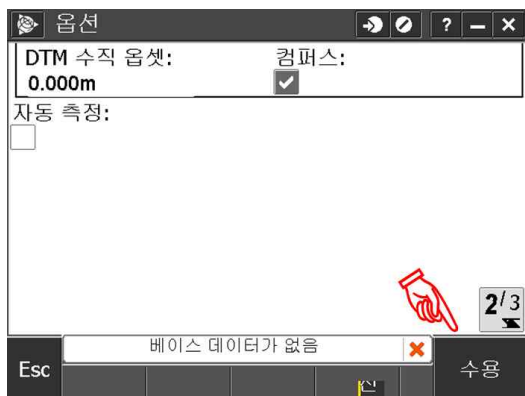 옵션
? – ×
DTM 수직 옵셋: 컴퍼스:
0.000m
자동 측정:
2/3
베이스 데이터가 없음
Esc 수용